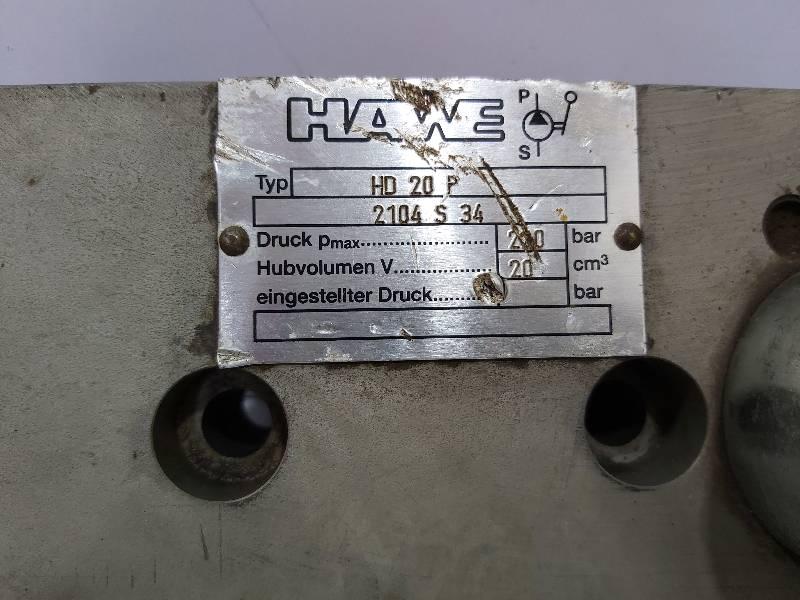 HAWE
P
S
Typ HD 20 P
2104 S 34
Druck pmax........................ bar
Hubvolumen V.................. 20 cm³
eingestellter Druck......... bar